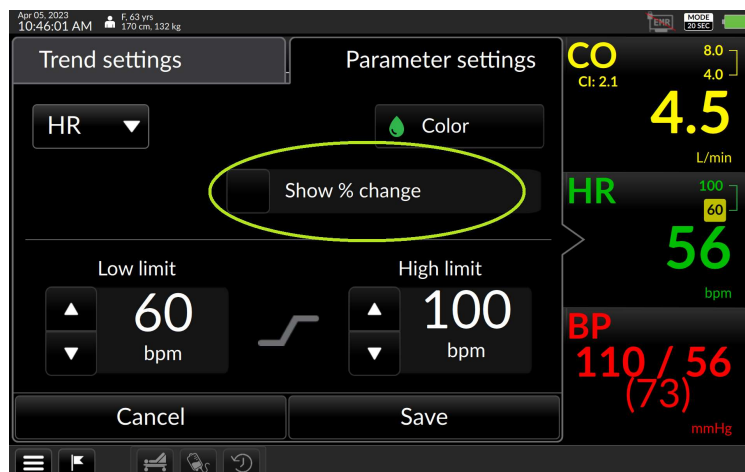 Apr 05, 2023
10:46:01 AM
F, 63 yrs
170 cm, 132 kg
EMR
MODE
20 SEC
Trend settings
Parameter settings
HR
Color
Show % change
Low limit
60
bpm
High limit
100
bpm
Cancel
Save
CO
CI: 2.1
8.0
4.0
4.5
L/min
HR
100
60
56
bpm
BP
110 / 56
(73)
mmHg